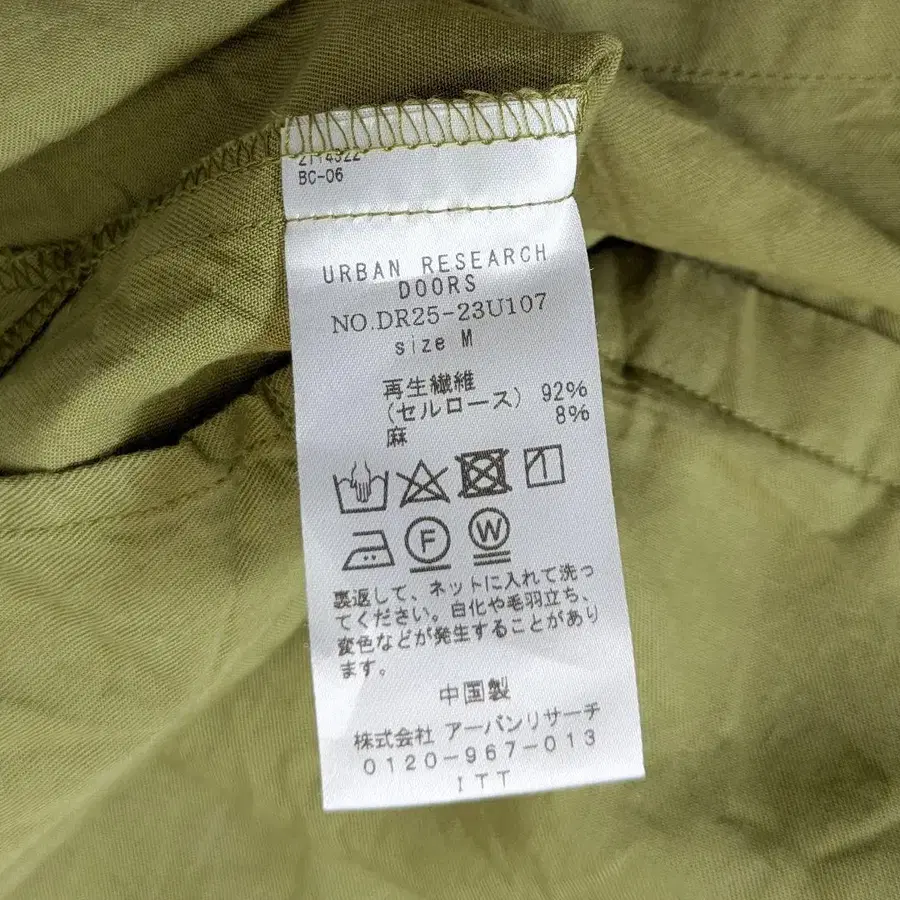 BC-06
URBAN RESEARCH
DOORS
NO.DR25-23U107
size M
再生繊維
(セルロース) 92%
麻 8%
F W
裏返して、ネットに入れて洗っ
てください。白化や毛羽立ち、
変色などが発生することがあり
ます。
中国製
株式会社 アーバンリサーチ
0120-967-013
ITT